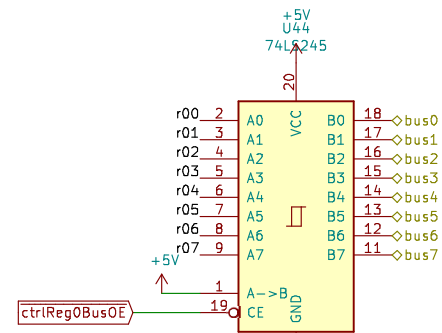 +5V
U44
74LS245
20
VCC
r00 2 A0 B0 18 bus0
r01 3 A1 B1 17 bus1
r02 4 A2 B2 16 bus2
r03 5 A3 B3 15 bus3
r04 6 A4 B4 14 bus4
r05 7 A5 B5 13 bus5
r06 8 A6 B6 12 bus6
r07 9 A7 B7 11 bus7
+5V
1 A->B
ctrlReg0BusOE 19 CE
GND